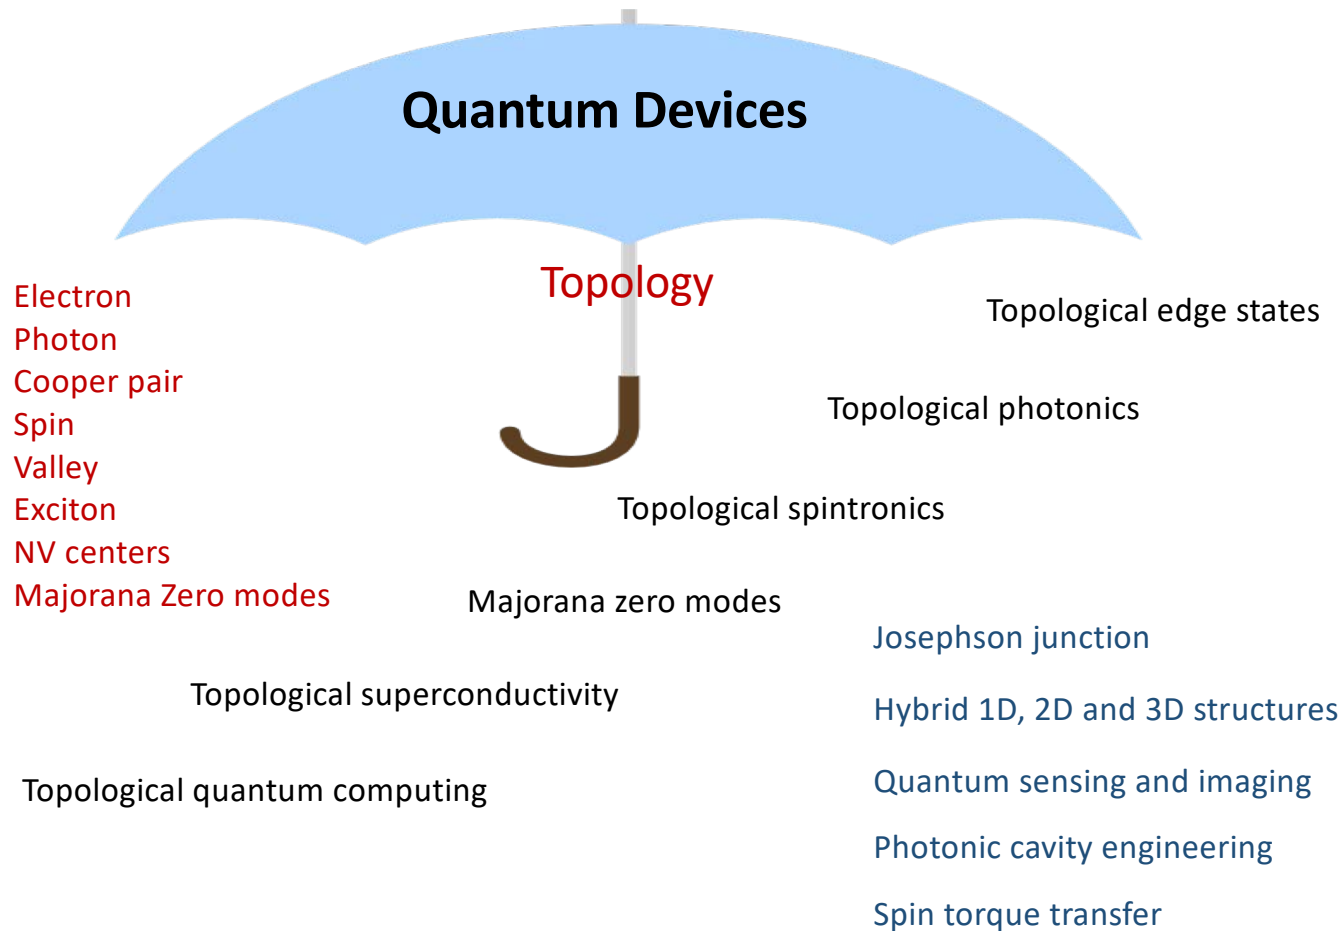 Quantum Devices
Topology
Electron
Photon
Cooper pair
Spin
Valley
Exciton
NV centers
Majorana Zero modes
Topological edge states
Topological photonics
Topological spintronics
Majorana zero modes
Topological superconductivity
Topological quantum computing
Josephson junction
Hybrid 1D, 2D and 3D structures
Quantum sensing and imaging
Photonic cavity engineering
Spin torque transfer